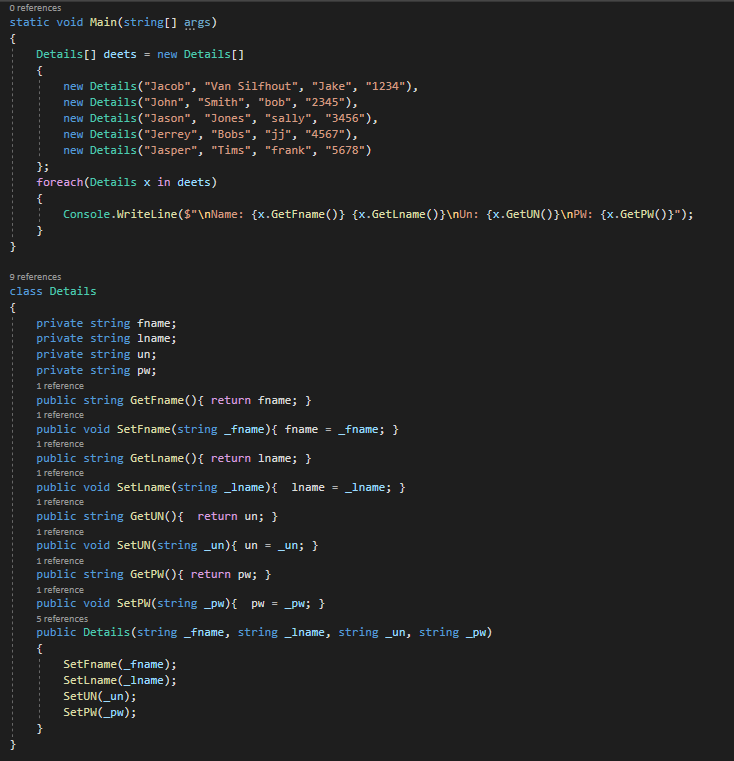 0 references
static void Main(string[] args)
{
    Details[] deets = new Details[]
    {
        new Details("Jacob", "Van Silfhout", "Jake", "1234"),
        new Details("John", "Smith", "bob", "2345"),
        new Details("Jason", "Jones", "sally", "3456"),
        new Details("Jerrey", "Bobs", "jj", "4567"),
        new Details("Jasper", "Tims", "frank", "5678")
    };
    foreach(Details x in deets)
    {
        Console.WriteLine($"\nName: {x.GetFname()} {x.GetLname()}\nUn: {x.GetUN()}\nPW: {x.GetPW()}");
    }
}
9 references
class Details
{
    private string fname;
    private string lname;
    private string un;
    private string pw;
    1 reference
    public string GetFname(){ return fname; }
    1 reference
    public void SetFname(string _fname){ fname = _fname; }
    1 reference
    public string GetLname(){ return lname; }
    1 reference
    public void SetLname(string _lname){  lname = _lname; }
    1 reference
    public string GetUN(){  return un; }
    1 reference
    public void SetUN(string _un){ un = _un; }
    1 reference
    public string GetPW(){ return pw; }
    1 reference
    public void SetPW(string _pw){  pw = _pw; }
    5 references
    public Details(string _fname, string _lname, string _un, string _pw)
    {
        SetFname(_fname);
        SetLname(_lname);
        SetUN(_un);
        SetPW(_pw);
    }
}